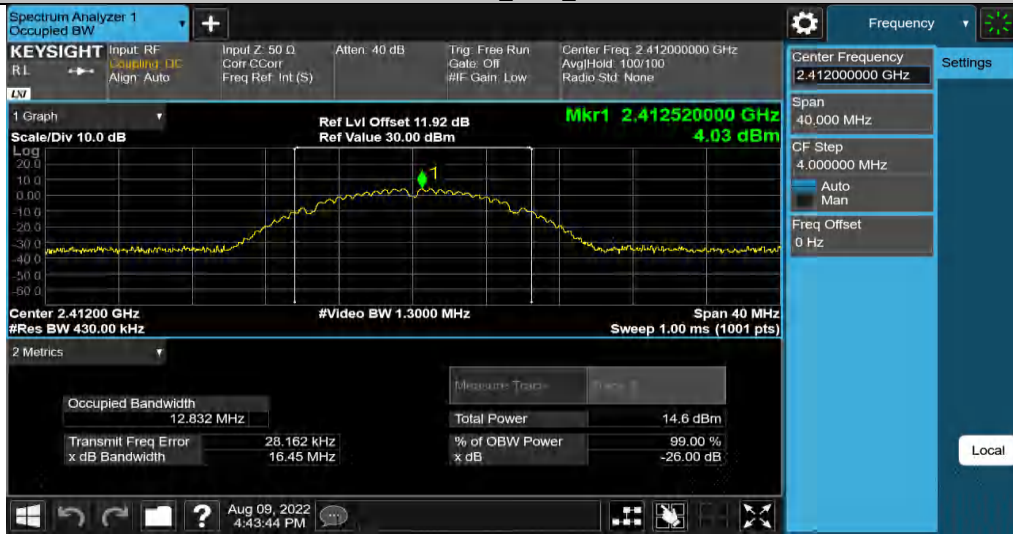 Spectrum Analyzer 1
Occupied BW
+
Frequency
KEYSIGHT Input: RF
Coupling: DC
Align: Auto
RL
LXI
Input Z: 50 Ω
Corr CCorr
Freq Ref: Int (S)
Atten: 40 dB
Trig: Free Run
Gate: Off
#IF Gain: Low
Center Freq: 2.412000000 GHz
Avg|Hold: 100/100
Radio Std: None
Center Frequency
2.412000000 GHz
Settings
Span
40.000 MHz
CF Step
4.000000 MHz
Auto
Man
Freq Offset
0 Hz
1 Graph
Scale/Div 10.0 dB
Ref Lvl Offset 11.92 dB
Ref Value 30.00 dBm
Mkr1 2.412520000 GHz
4.03 dBm
Log
20.0
10.0
0.00
-10.0
-20.0
-30.0
-40.0
-50.0
-60.0
1
Center 2.41200 GHz
#Video BW 1.3000 MHz
Span 40 MHz
#Res BW 430.00 kHz
Sweep 1.00 ms (1001 pts)
2 Metrics
Measure Trace
Occupied Bandwidth
12.832 MHz
Total Power 14.6 dBm
Transmit Freq Error 28.162 kHz
% of OBW Power 99.00 %
x dB Bandwidth 16.45 MHz
x dB -26.00 dB
Local
?
Aug 09, 2022
4:43:44 PM